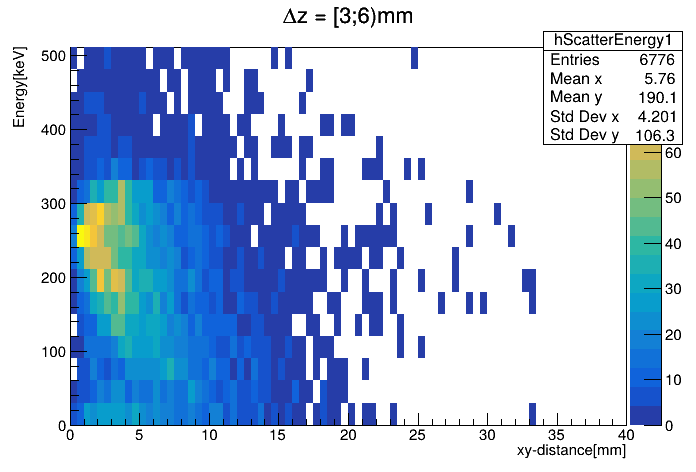 Δz = [3;6)mm
hScatterEnergy1
Entries 6776
Mean x 5.76
Mean y 190.1
Std Dev x 4.201
Std Dev y 106.3
Energy[keV]
500
400
300
200
100
0
60
50
40
30
20
10
0
0 5 10 15 20 25 30 35 40
xy-distance[mm]